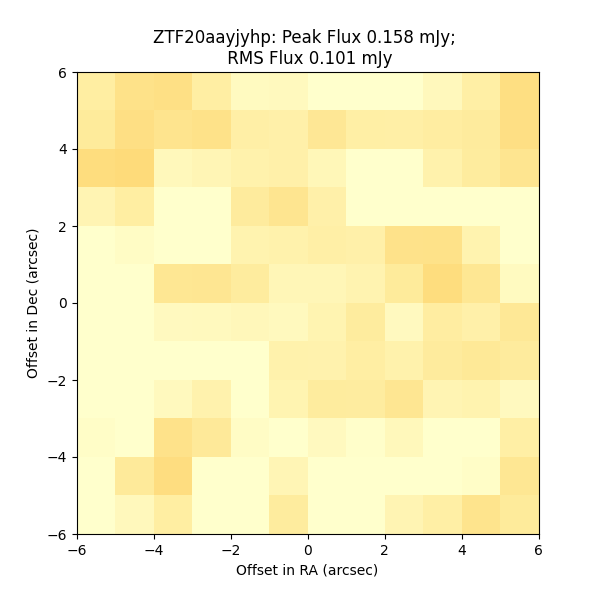 ZTF20aayjyhp: Peak Flux 0.158 mJy;
RMS Flux 0.101 mJy
6
4
2
0
−2
−4
−6
Offset in Dec (arcsec)
−6 −4 −2 0 2 4 6
Offset in RA (arcsec)